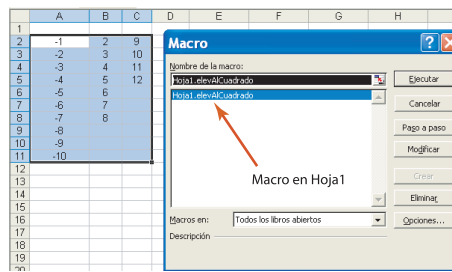 A B C D E F G H
1
2 -1 2 9
3 -2 3 10
4 -3 4 11
5 -4 5 12
6 -5 6
7 -6 7
8 -7 8
9 -8
10 -9
11 -10
12
13
14
15
16
17
18
19
20
Macro
?
Nombre de la macro:
Hoja1.elevAlCuadrado
Hoja1.elevAlCuadrado
Macro en Hoja1
Macros en: Todos los libros abiertos
Descripción
Ejecutar
Cancelar
Paso a paso
Modificar
Crear
Eliminar
Opciones...